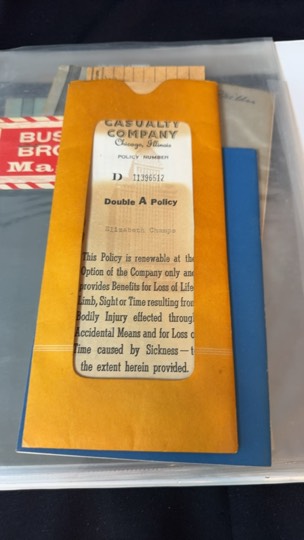 CASUALTY
COMPANY
Chicago, Illinois
POLICY NUMBER
D 11396512
Double A Policy
Elizabeth Chomps
This Policy is renewable at the
Option of the Company only and
provides Benefits for Loss of Life
Limb, Sight or Time resulting from
Bodily Injury effected through
Accidental Means and for Loss o
Time caused by Sickness—t
the extent herein provided.
BUS
BRO
Ma